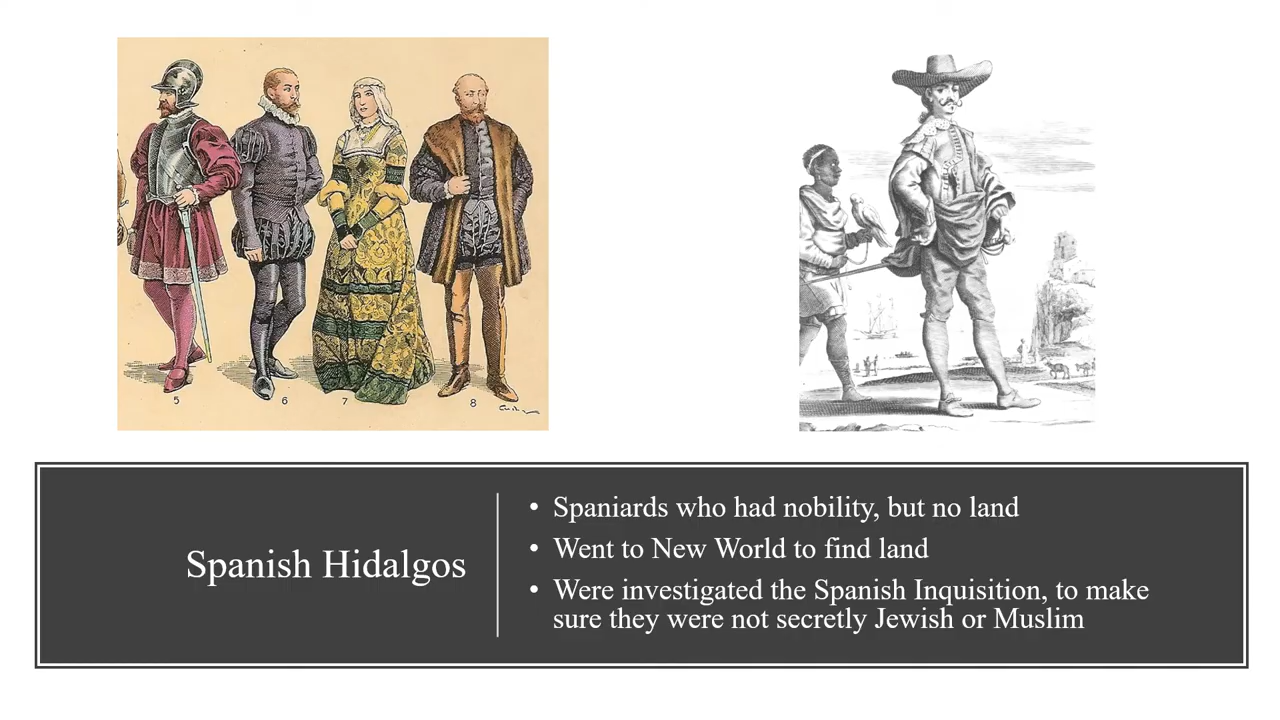 5 6 7 8
Spanish Hidalgos
• Spaniards who had nobility, but no land
• Went to New World to find land
• Were investigated the Spanish Inquisition, to make
sure they were not secretly Jewish or Muslim